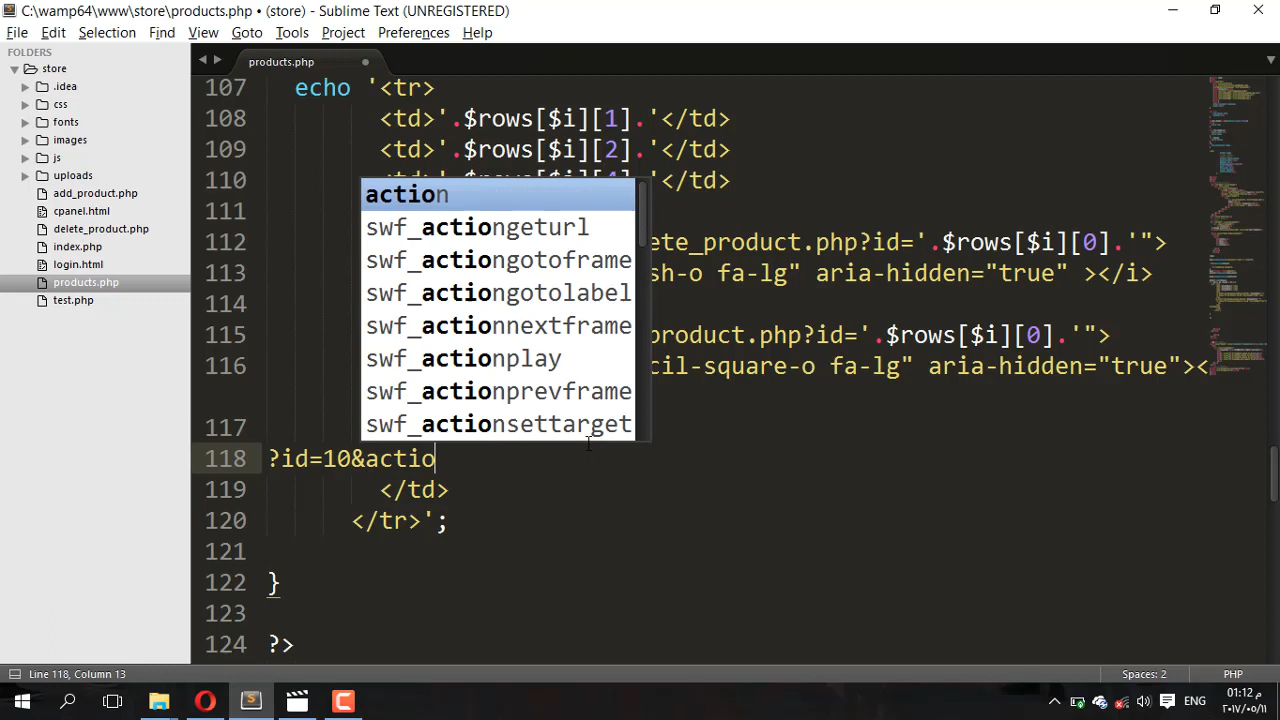 C:\wamp64\www\store\products.php • (store) - Sublime Text (UNREGISTERED)
File Edit Selection Find View Goto Tools Project Preferences Help
FOLDERS
store
.idea
css
fonts
images
js
uploads
add_product.php
cpanel.html
delete_product.php
index.php
login.html
products.php
test.php
products.php
107 echo '<tr>
108 <td>'.$rows[$i][1].'</td>
109 <td>'.$rows[$i][2].'</td>
110 '</td>
111
112 ete_product.php?id='.$rows[$i][0].'">
113 sh-o fa-lg" aria-hidden="true" ></i>
114
115 product.php?id='.$rows[$i][0].'">
116 cil-square-o fa-lg" aria-hidden="true"><
117
118 ?id=10&actio
119 </td>
120 </tr>';
121
122 }
123
124 ?>
action
swf_actiongeturl
swf_actiongotoframe
swf_actiongotolabel
swf_actionnextframe
swf_actionplay
swf_actionprevframe
swf_actionsettarget
Line 118, Column 13
Spaces: 2
PHP
ENG
01:12 م
٢٠١٧/٠٥/١١